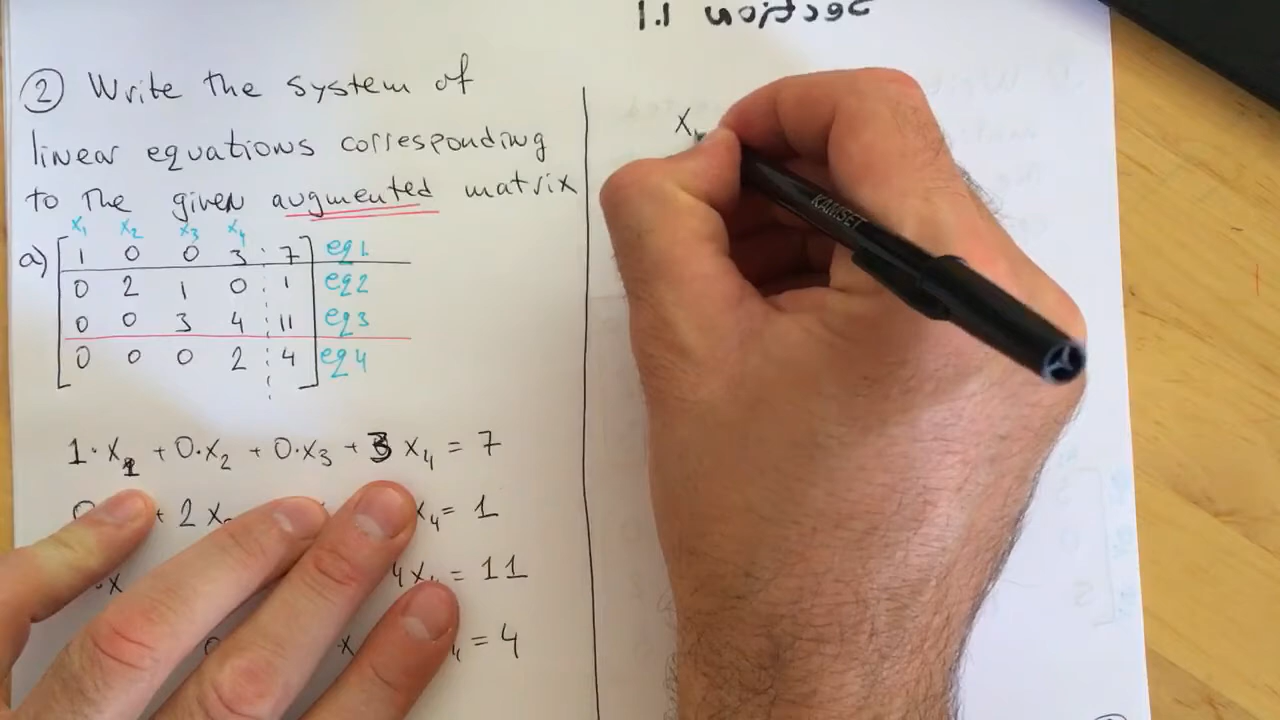 Section 1.1
② Write the system of
linear equations corresponding
to the given augmented matrix
x₁ x₂ x₃ x₄
a) 1 0 0 3 7 eq1
0 2 1 0 1 eq2
0 0 3 4 11 eq3
0 0 0 2 4 eq4
1·x₁ + 0·x₂ + 0·x₃ + 3 x₄ = 7
+ 2 x₂ x₄ = 1
·x 4x₄ = 11
x = 4
x
KAMSET